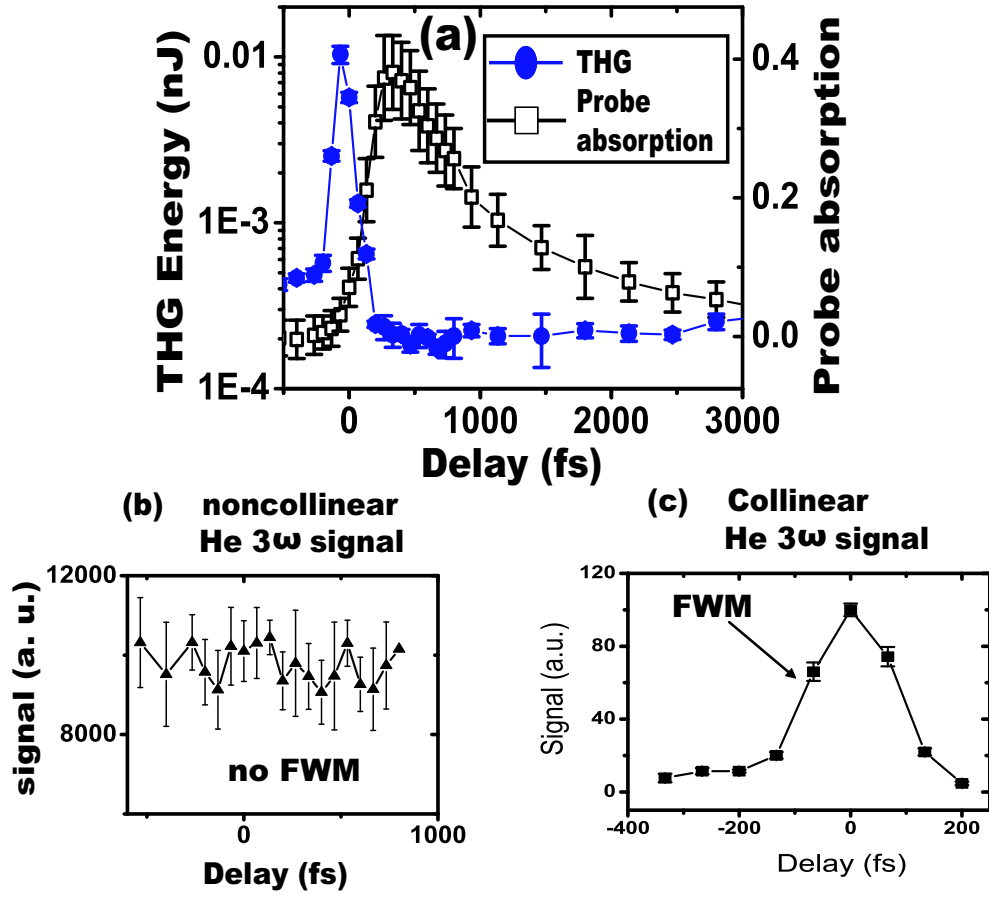 (a)
THG
Probe
absorption
THG Energy (nJ)
0.01
1E-3
1E-4
0.4
0.2
0.0
Probe absorption
0 1000 2000 3000
Delay (fs)
(b) noncollinear
He 3ω signal
signal (a. u.)
12000
8000
no FWM
0 1000
Delay (fs)
(c) Collinear
He 3ω signal
Signal (a.u.)
120
80
40
0
FWM
-400 -200 0 200
Delay (fs)